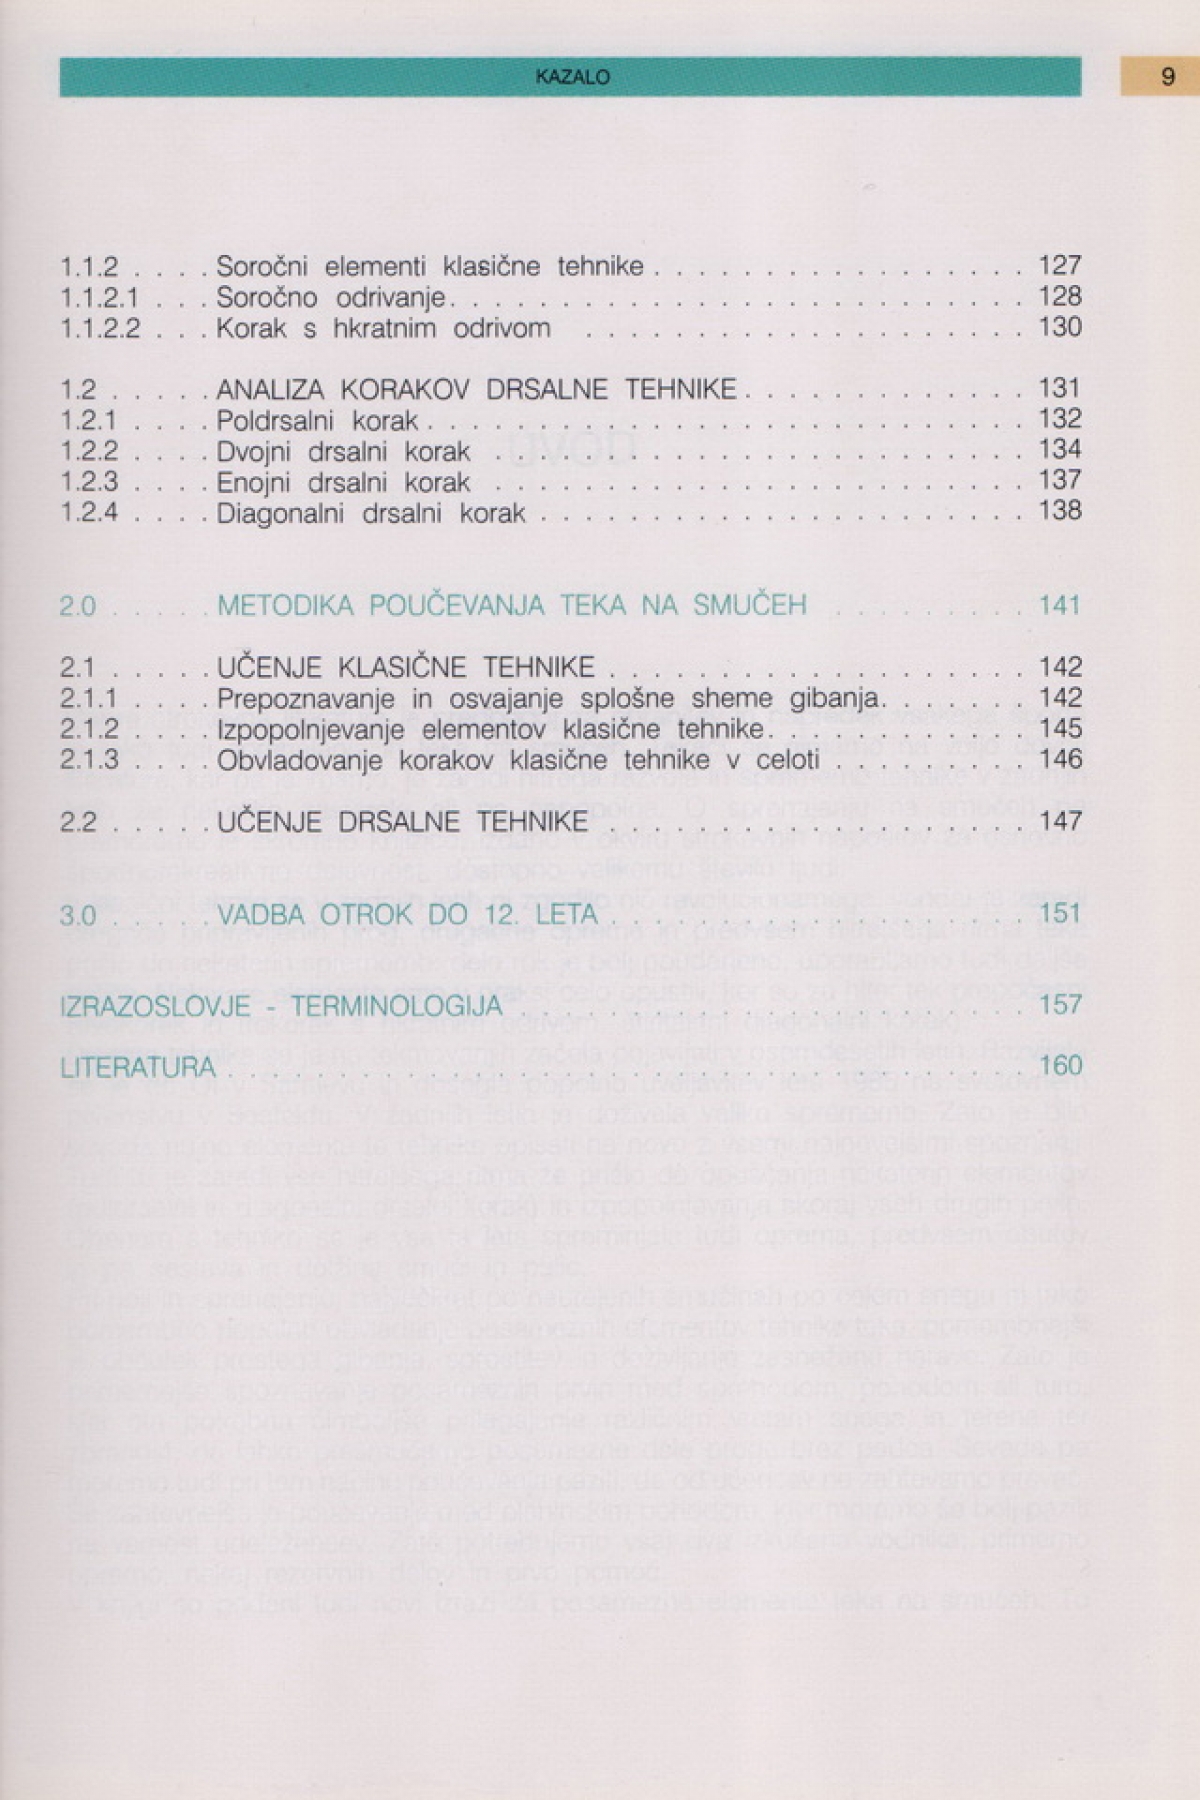 KAZALO 9
1.1.2 . . . . Soročni elementi klasične tehnike . . . . . . . . . . . . . . . . . 127
1.1.2.1 . . . Soročno odrivanje . . . . . . . . . . . . . . . . . . . . . . . . . . 128
1.1.2.2 . . . Korak s hkratnim odrivom . . . . . . . . . . . . . . . . . . . . 130
1.2 . . . . . ANALIZA KORAKOV DRSALNE TEHNIKE . . . . . . . . . . . . . 131
1.2.1 . . . . Poldrsalni korak . . . . . . . . . . . . . . . . . . . . . . . . . . . 132
1.2.2 . . . . Dvojni drsalni korak . . . . . . . . . . . . . . . . . . . . . . . . 134
1.2.3 . . . . Enojni drsalni korak . . . . . . . . . . . . . . . . . . . . . . . . 137
1.2.4 . . . . Diagonalni drsalni korak . . . . . . . . . . . . . . . . . . . . . . 138
2.0 . . . . . METODIKA POUČEVANJA TEKA NA SMUČEH . . . . . . . . . 141
2.1 . . . . . UČENJE KLASIČNE TEHNIKE . . . . . . . . . . . . . . . . . . . 142
2.1.1 . . . . Prepoznavanje in osvajanje splošne sheme gibanja . . . . . . . 142
2.1.2 . . . . Izpopolnjevanje elementov klasične tehnike . . . . . . . . . . . . 145
2.1.3 . . . . Obvladovanje korakov klasične tehnike v celoti . . . . . . . . . 146
2.2 . . . . . UČENJE DRSALNE TEHNIKE . . . . . . . . . . . . . . . . . . . 147
3.0 . . . . . VADBA OTROK DO 12. LETA . . . . . . . . . . . . . . . . . . . 151
IZRAZOSLOVJE - TERMINOLOGIJA . . . . . . . . . . . . . . . . . . . . . . . 157
LITERATURA . . . . . . . . . . . . . . . . . . . . . . . . . . . . . . . . . . . . 160